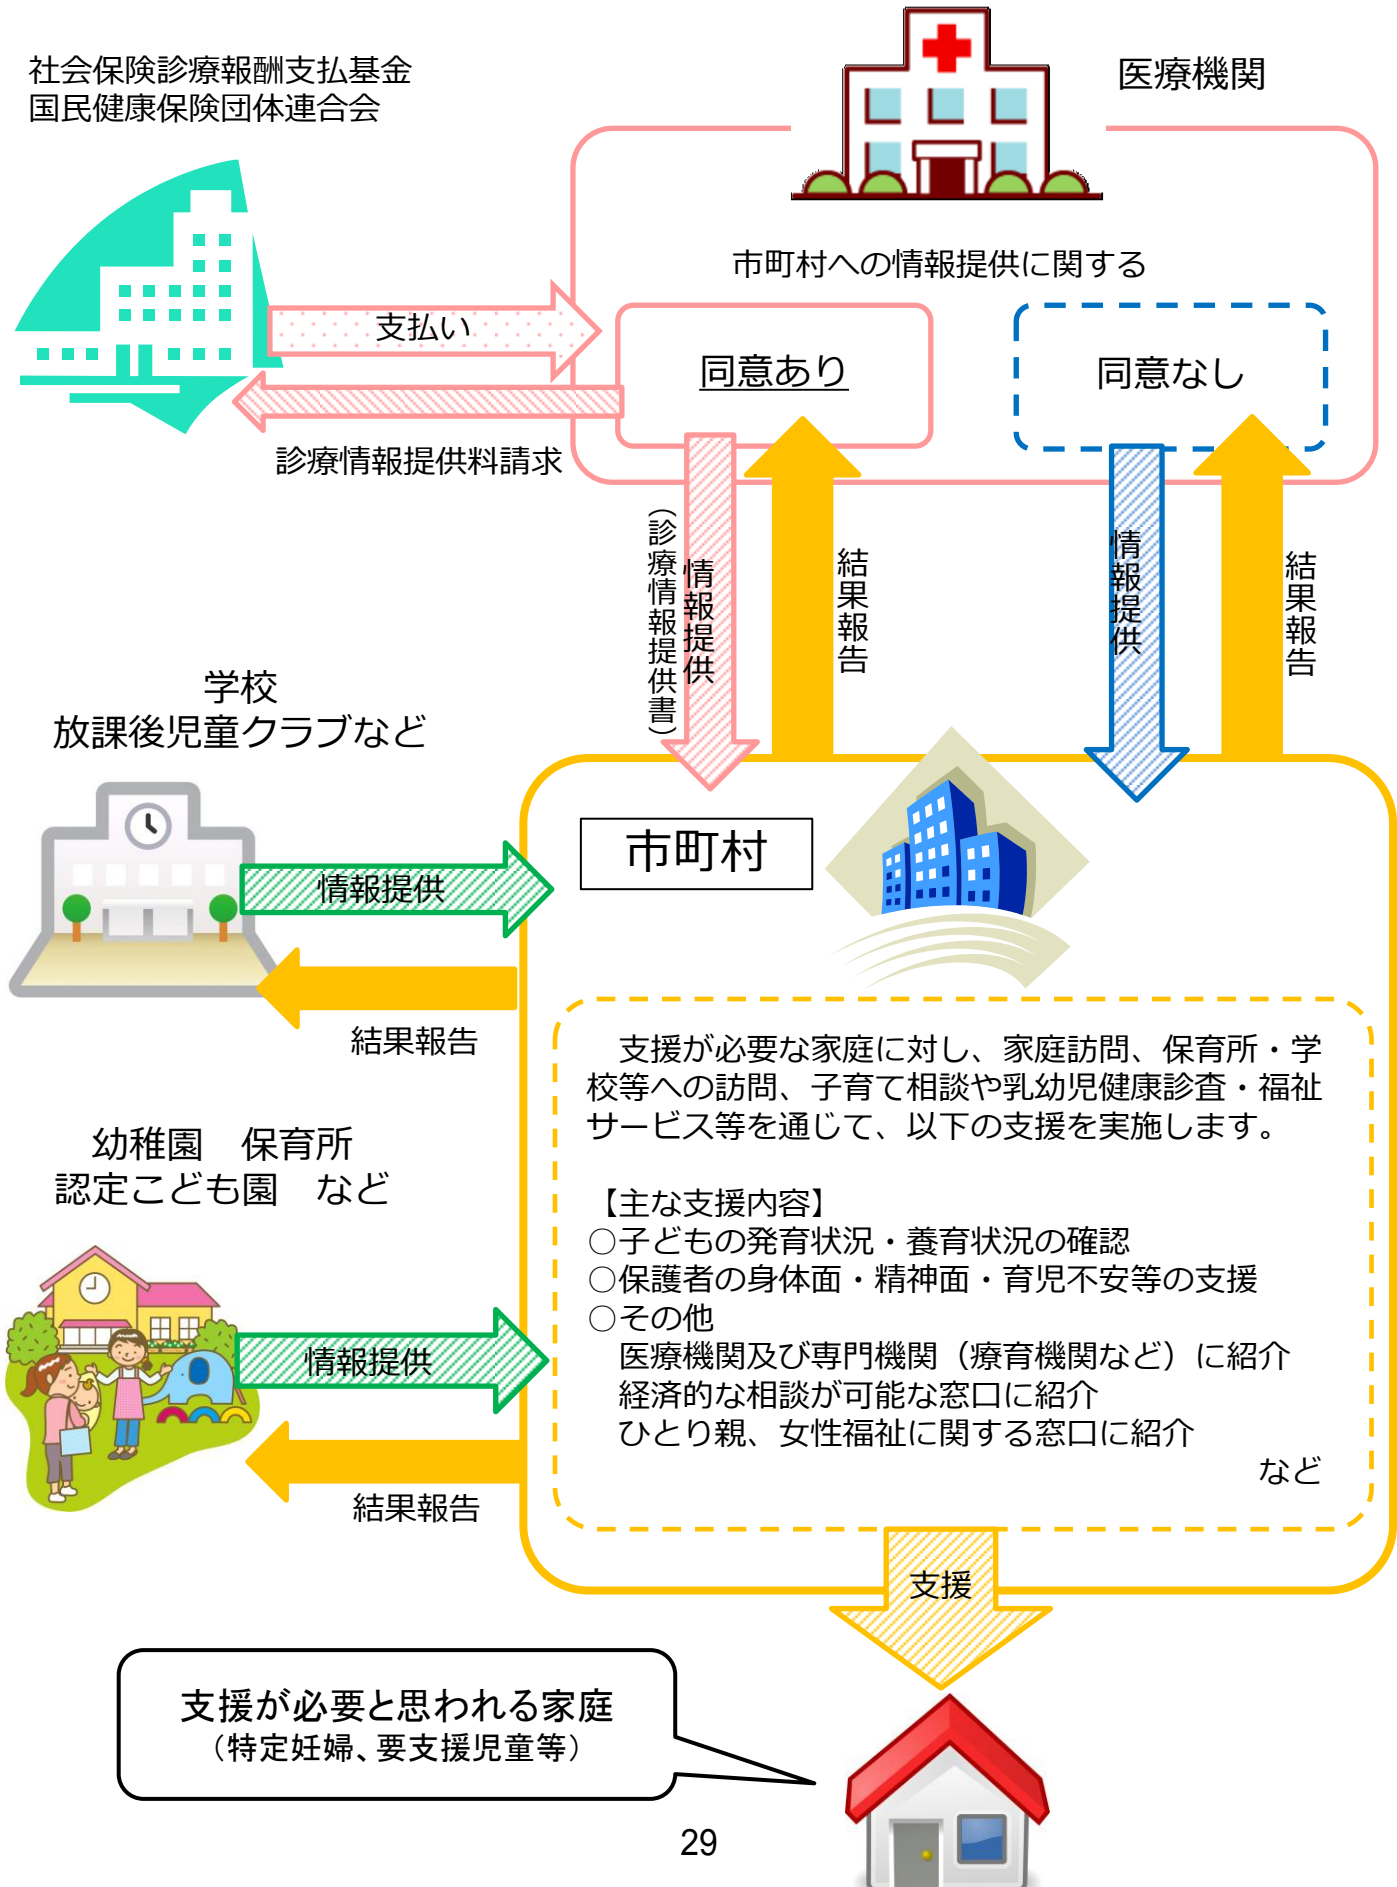 社会保険診療報酬支払基金
国民健康保険団体連合会
医療機関
市町村への情報提供に関する
支払い
同意あり
同意なし
診療情報提供料請求
（診療情報提供書）
情報提供
結果報告
情報提供
結果報告
学校
放課後児童クラブなど
市町村
情報提供
結果報告
支援が必要な家庭に対し、家庭訪問、保育所・学
校等への訪問、子育て相談や乳幼児健康診査・福祉
サービス等を通じて、以下の支援を実施します。
【主な支援内容】
○子どもの発育状況・養育状況の確認
○保護者の身体面・精神面・育児不安等の支援
○その他
医療機関及び専門機関（療育機関など）に紹介
経済的な相談が可能な窓口に紹介
ひとり親、女性福祉に関する窓口に紹介
など
幼稚園　保育所
認定こども園　など
情報提供
結果報告
支援
支援が必要と思われる家庭
（特定妊婦、要支援児童等）
29